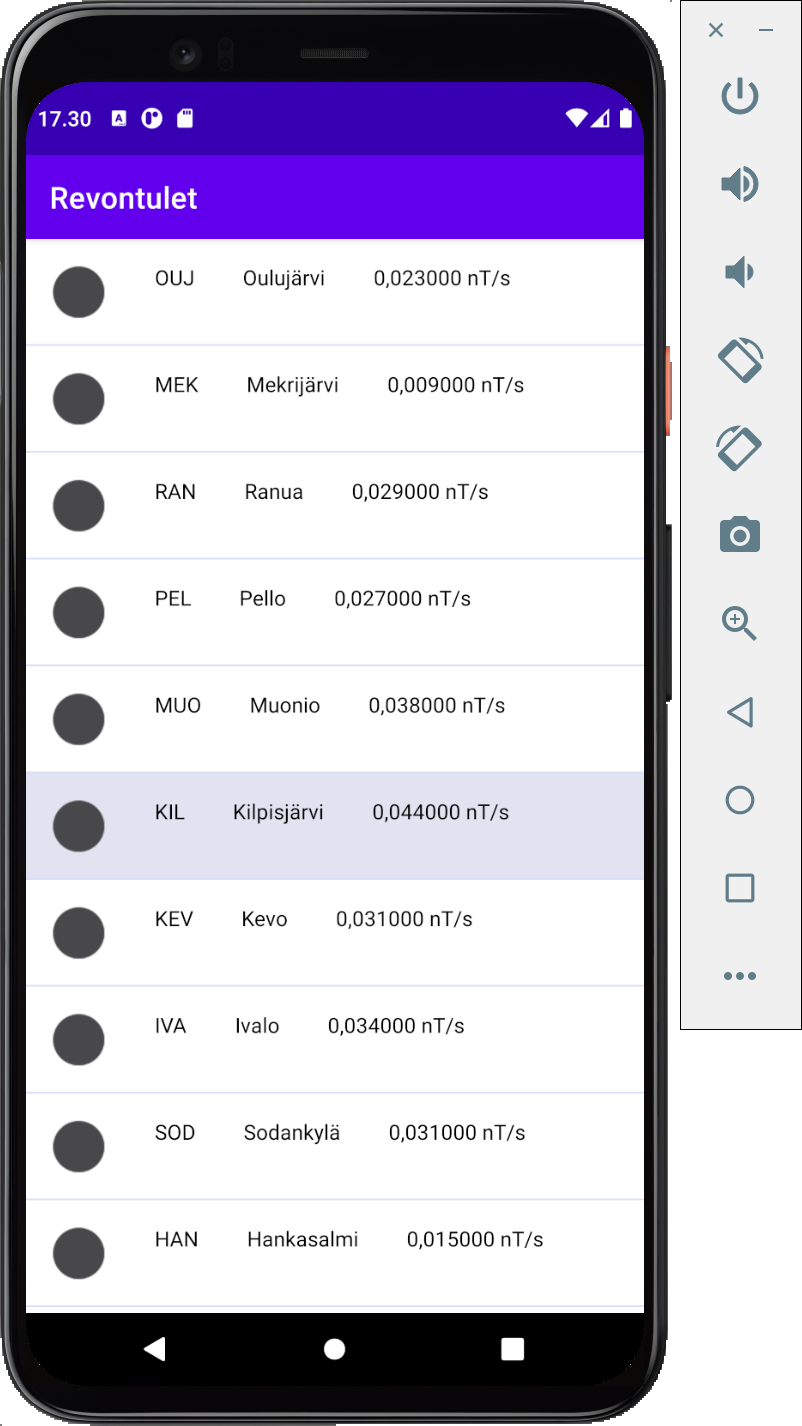 17.30
Revontulet
OUJ Oulujärvi 0,023000 nT/s
MEK Mekrijärvi 0,009000 nT/s
RAN Ranua 0,029000 nT/s
PEL Pello 0,027000 nT/s
MUO Muonio 0,038000 nT/s
KIL Kilpisjärvi 0,044000 nT/s
KEV Kevo 0,031000 nT/s
IVA Ivalo 0,034000 nT/s
SOD Sodankylä 0,031000 nT/s
HAN Hankasalmi 0,015000 nT/s